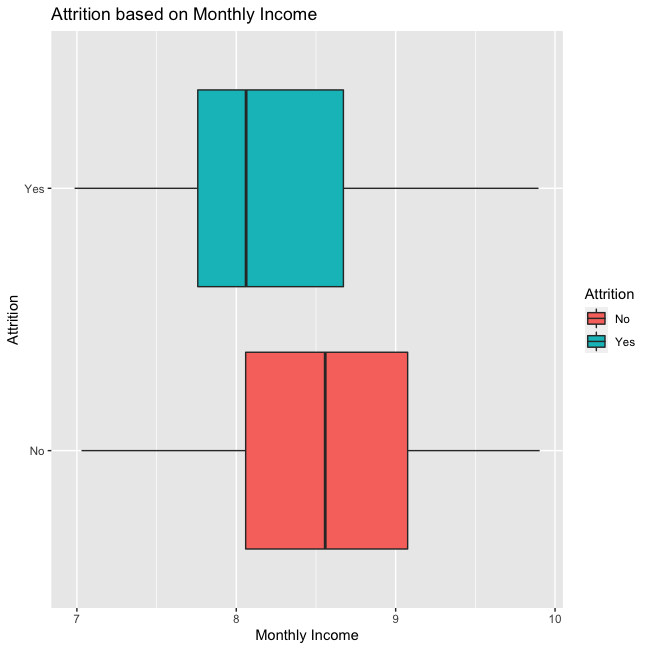 Attrition based on Monthly Income
Yes
No
Attrition
7 8 9 10
Monthly Income
Attrition
No
Yes